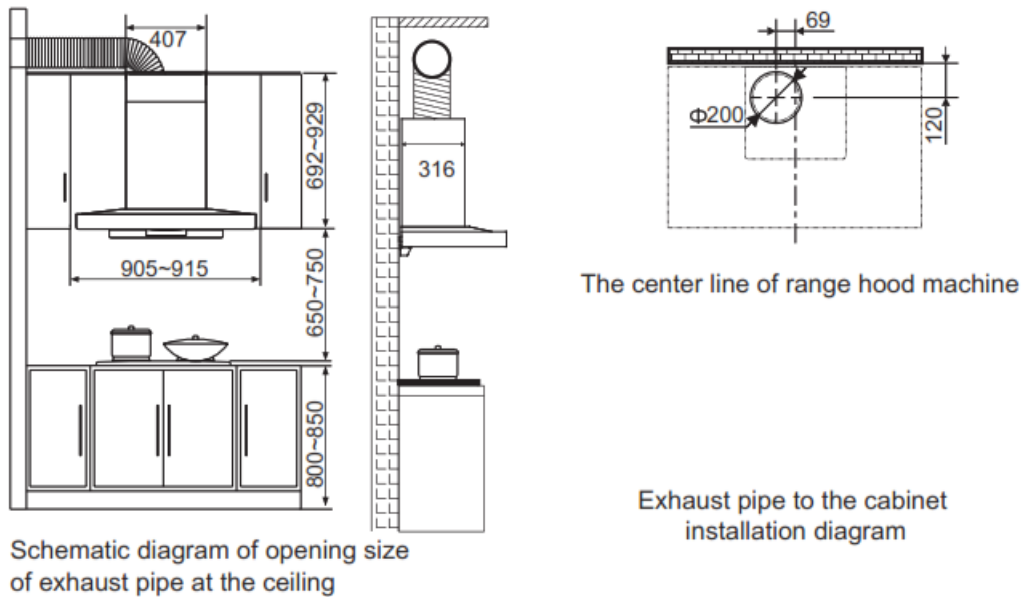 407
692~929
905~915
650~750
800~850
Schematic diagram of opening size
of exhaust pipe at the ceiling
316
69
Φ200
120
The center line of range hood machine
Exhaust pipe to the cabinet
installation diagram